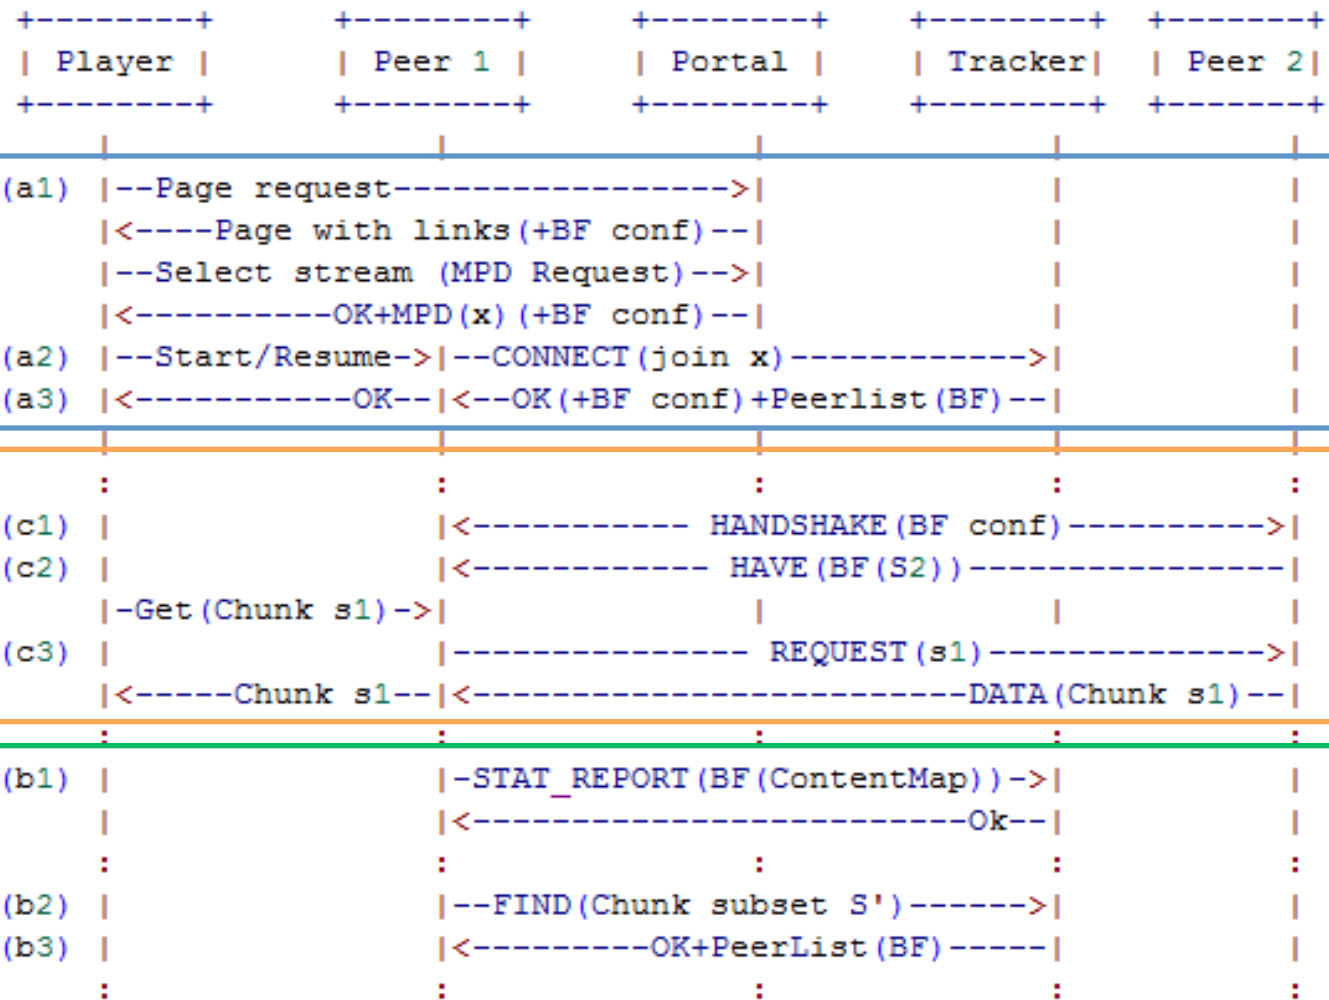 +--------+      +--------+     +--------+    +--------+  +-------+
| Player |      | Peer 1 |     | Portal |    | Tracker|  | Peer 2|
+--------+      +--------+     +--------+    +--------+  +-------+
     |                |               |              |           |
(a1) |--Page request----------------->|              |           |
     |<----Page with links(+BF conf)--|              |           |
     |--Select stream (MPD Request)-->|              |           |
     |<----------OK+MPD(x)(+BF conf)--|              |           |
(a2) |--Start/Resume->|--CONNECT(join x)------------>|           |
(a3) |<-----------OK--|<--OK(+BF conf)+Peerlist(BF)--|           |
     |                |               |              |           |
     :                :               :              :           :
(c1) |                |<----------- HANDSHAKE(BF conf)---------->|
(c2) |                |<------------ HAVE(BF(S2))----------------|
     |-Get(Chunk s1)->|               |              |           |
(c3) |                |--------------- REQUEST(s1)-------------->|
     |<-----Chunk s1--|<-------------------------DATA(Chunk s1)--|
     :                :               :              :           :
(b1) |                |-STAT_REPORT(BF(ContentMap))->|           |
     |                |<-------------------------Ok--|           |
     :                :               :              :           :
(b2) |                |--FIND(Chunk subset S')------>|           |
(b3) |                |<---------OK+PeerList(BF)-----|           |
     :                :               :              :           :